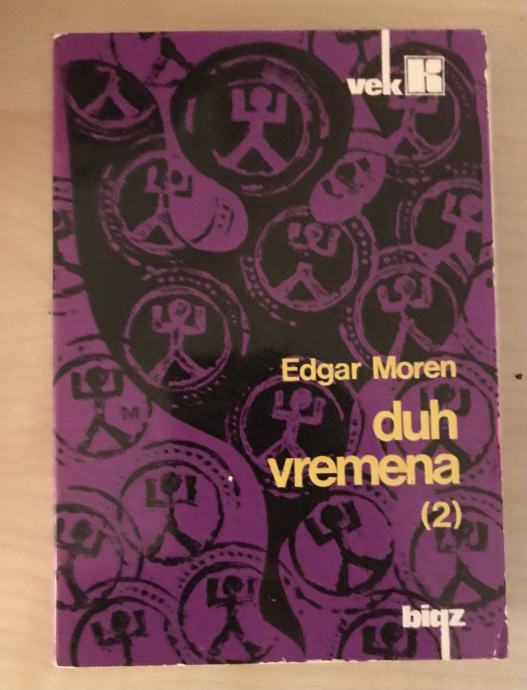 vek
Edgar Moren
duh
vremena
(2)
bigz